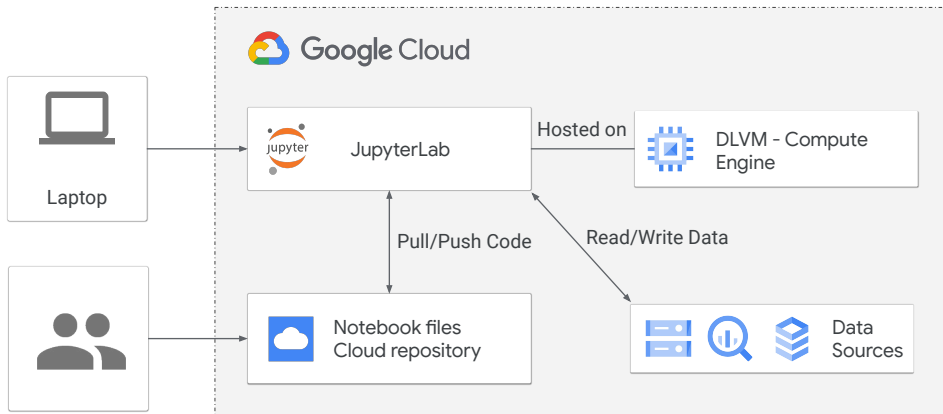 Google Cloud
Laptop
jupyter
JupyterLab
Hosted on
DLVM - Compute
Engine
Pull/Push Code
Read/Write Data
Notebook files
Cloud repository
Data
Sources